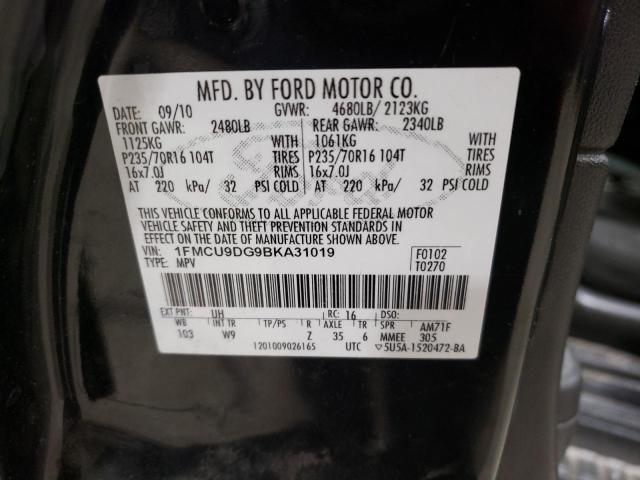 MFD. BY FORD MOTOR CO.
DATE: 09/10 GVWR: 4680LB/ 2123KG
FRONT GAWR: 2480LB REAR GAWR: 2340LB
1125KG WITH 1061KG WITH
P235/70R16 104T TIRES P235/70R16 104T TIRES
16x7.0J RIMS 16x7.0J RIMS
AT 220 kPa/ 32 PSI COLD AT 220 kPa/ 32 PSI COLD
THIS VEHICLE CONFORMS TO ALL APPLICABLE FEDERAL MOTOR
VEHICLE SAFETY AND THEFT PREVENTION STANDARDS IN
EFFECT ON THE DATE OF MANUFACTURE SHOWN ABOVE.
VIN: 1FMCU9DG9BKA31019 F0102
TYPE: MPV T0270
EXT PNT: UH RC: 16 DSO:
WB INT TR TP/PS R AXLE TR SPR AM71F
103 W9 Z 35 6 MMEE 305
1201009026165 UTC ▽5U5A-1520472-BA